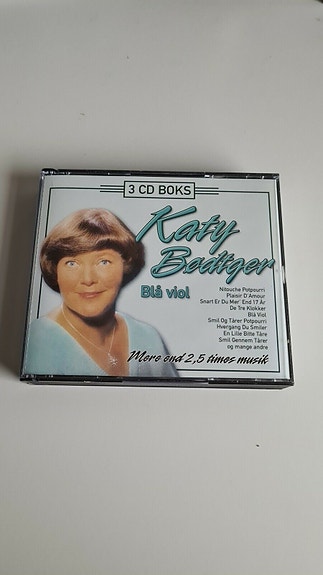 3 CD BOKS
Katy
Bødtger
Blå viol
Nitouche Potpourri
Plaisir D'Amour
Snart Er Du Mer' End 17 År
De Tre Klokker
Blå Viol
Smil Og Tårer Potpourri
Hvergang Du Smiler
En Lille Bitte Tåre
Smil Gennem Tårer
og mange andre
Mere end 2,5 times musik